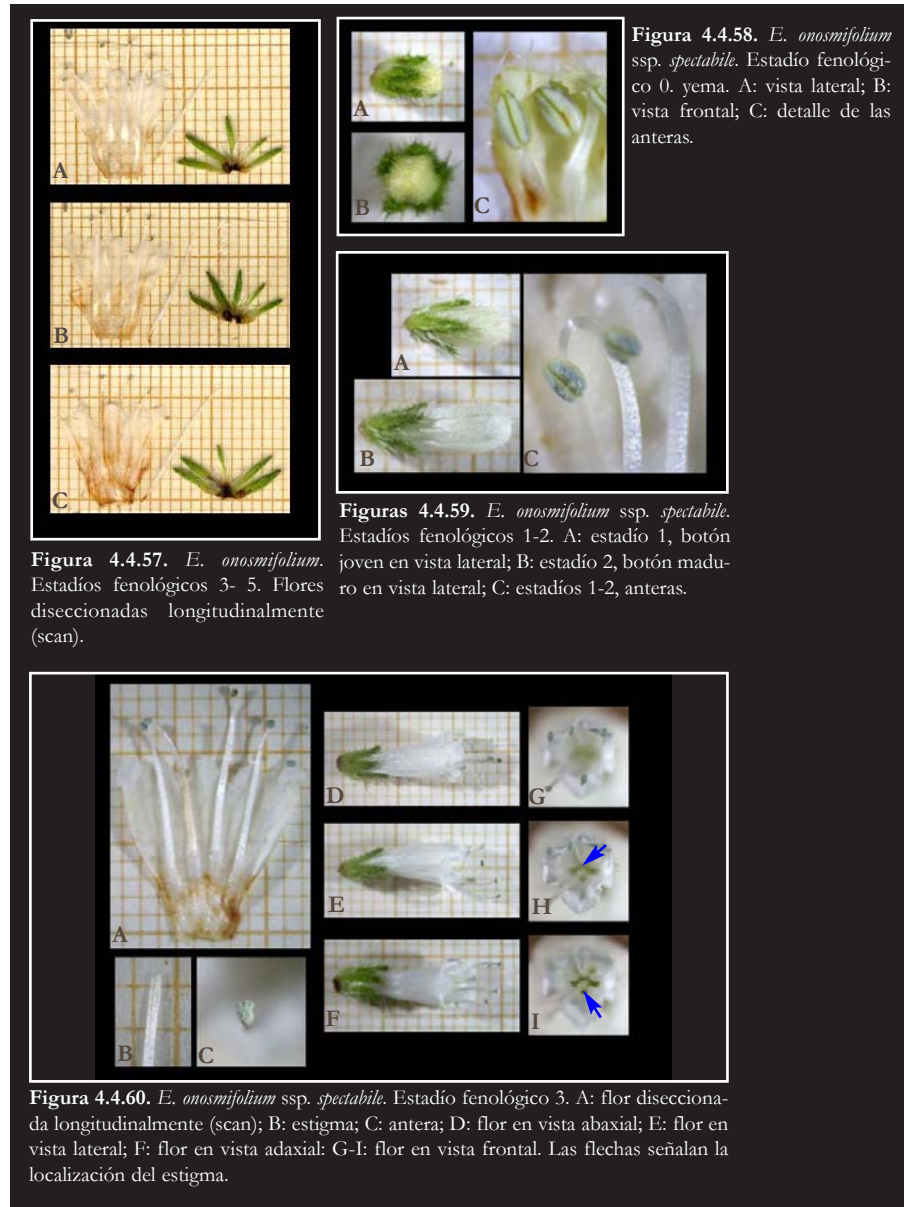 A
B
C
Figura 4.4.57. E. onosmifolium.
Estadíos fenológicos 3- 5. Flores
diseccionadas longitudinalmente
(scan).
A
B
C
Figura 4.4.58. E. onosmifolium
ssp. spectabile. Estadío fenológi-
co 0. yema. A: vista lateral; B:
vista frontal; C: detalle de las
anteras.
A
B
C
Figuras 4.4.59. E. onosmifolium ssp. spectabile.
Estadíos fenológicos 1-2. A: estadío 1, botón
joven en vista lateral; B: estadío 2, botón madu-
ro en vista lateral; C: estadíos 1-2, anteras.
A
B
C
D
E
F
G
H
I
Figura 4.4.60. E. onosmifolium ssp. spectabile. Estadío fenológico 3. A: flor disecciona-
da longitudinalmente (scan); B: estigma; C: antera; D: flor en vista abaxial; E: flor en
vista lateral; F: flor en vista adaxial: G-I: flor en vista frontal. Las flechas señalan la
localización del estigma.